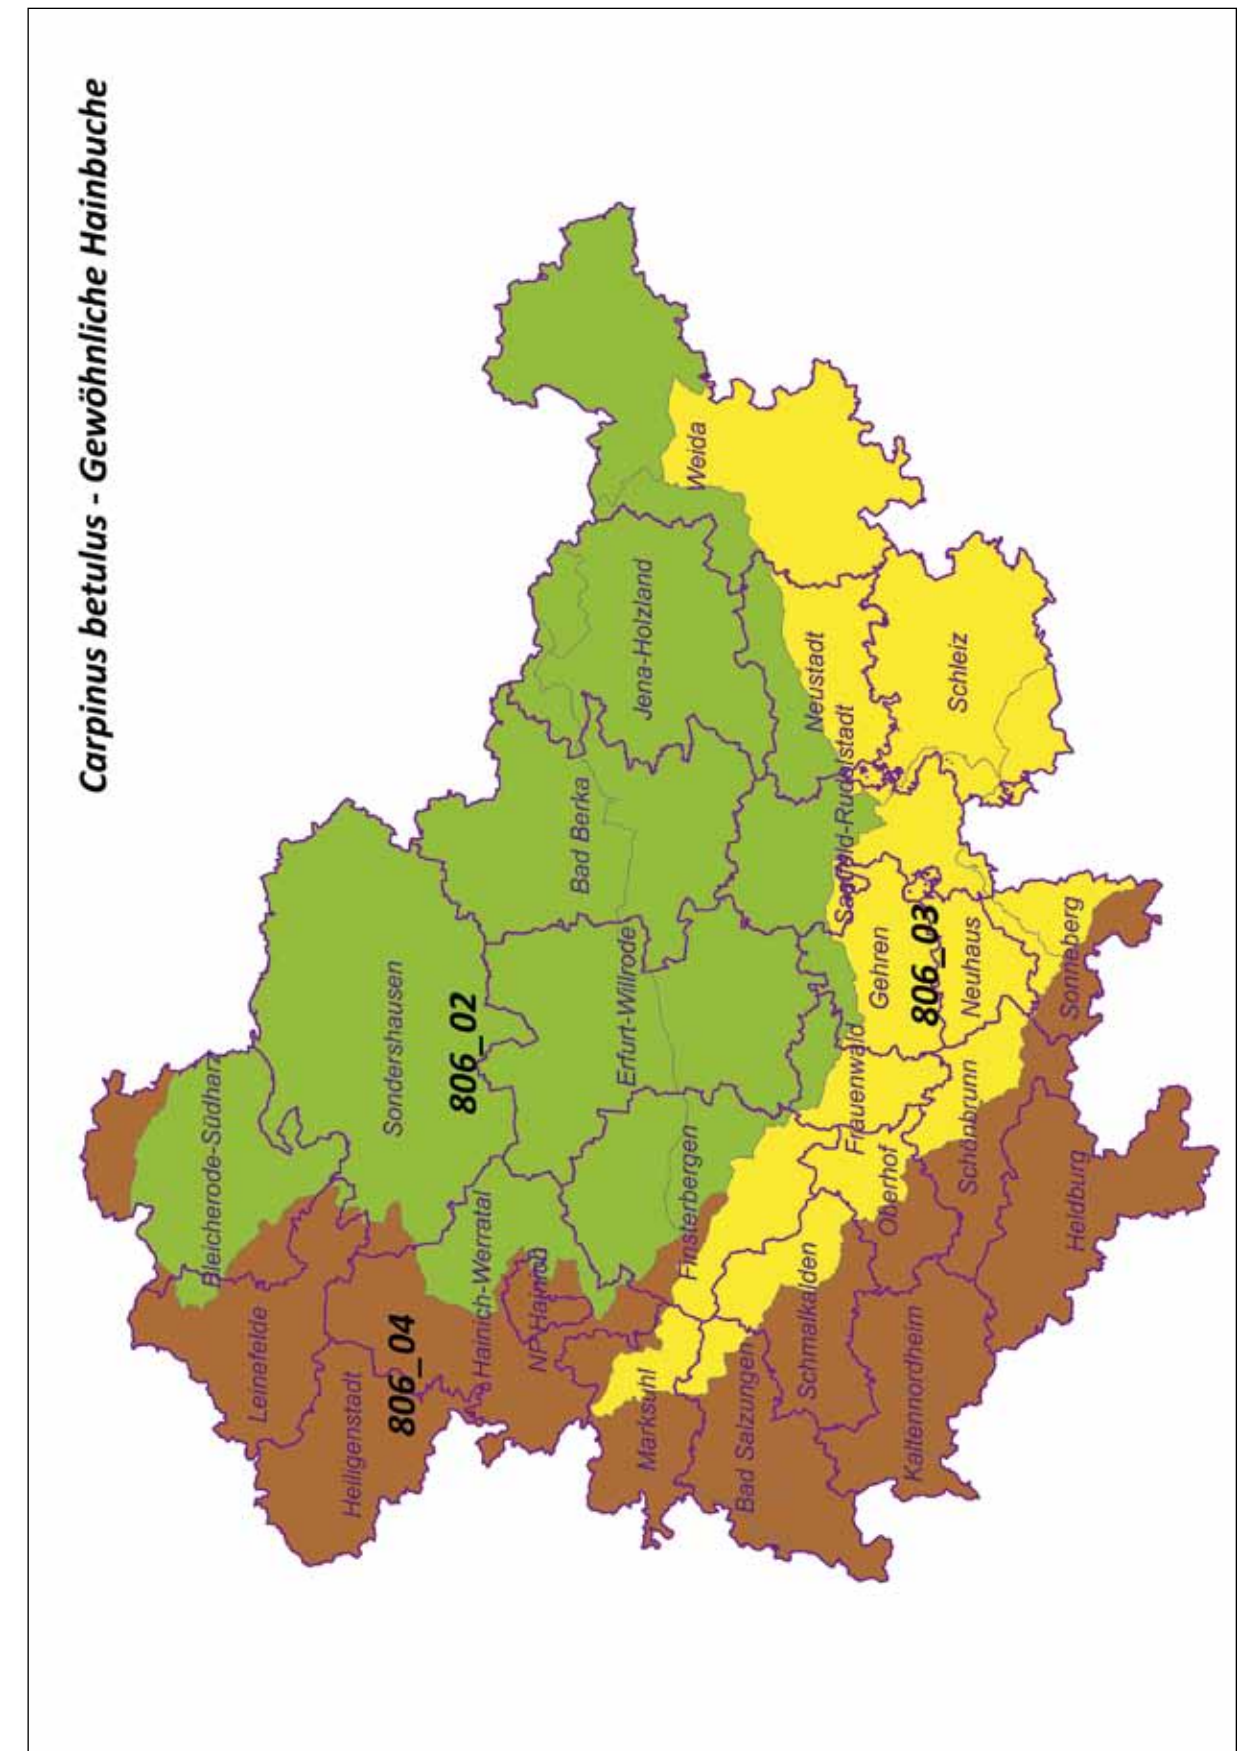 Carpinus betulus - Gewöhnliche Hainbuche
Bleicherode-Südharz
Leinefelde
Heiligenstadt
806_04
Sondershausen
806_02
Hainich-Werratal
NP Hainich
Bad Berka
Erfurt-Willrode
Jena-Holzland
Weida
Finsterbergen
Marksuhl
Bad Salzungen
Schmalkalden
Neustadt
Saalfeld-Rudolstadt
Frauenwald
Gehren
806_03
Oberhof
Kaltennordheim
Schleiz
Neuhaus
Schönbrunn
Sonneberg
Heldburg